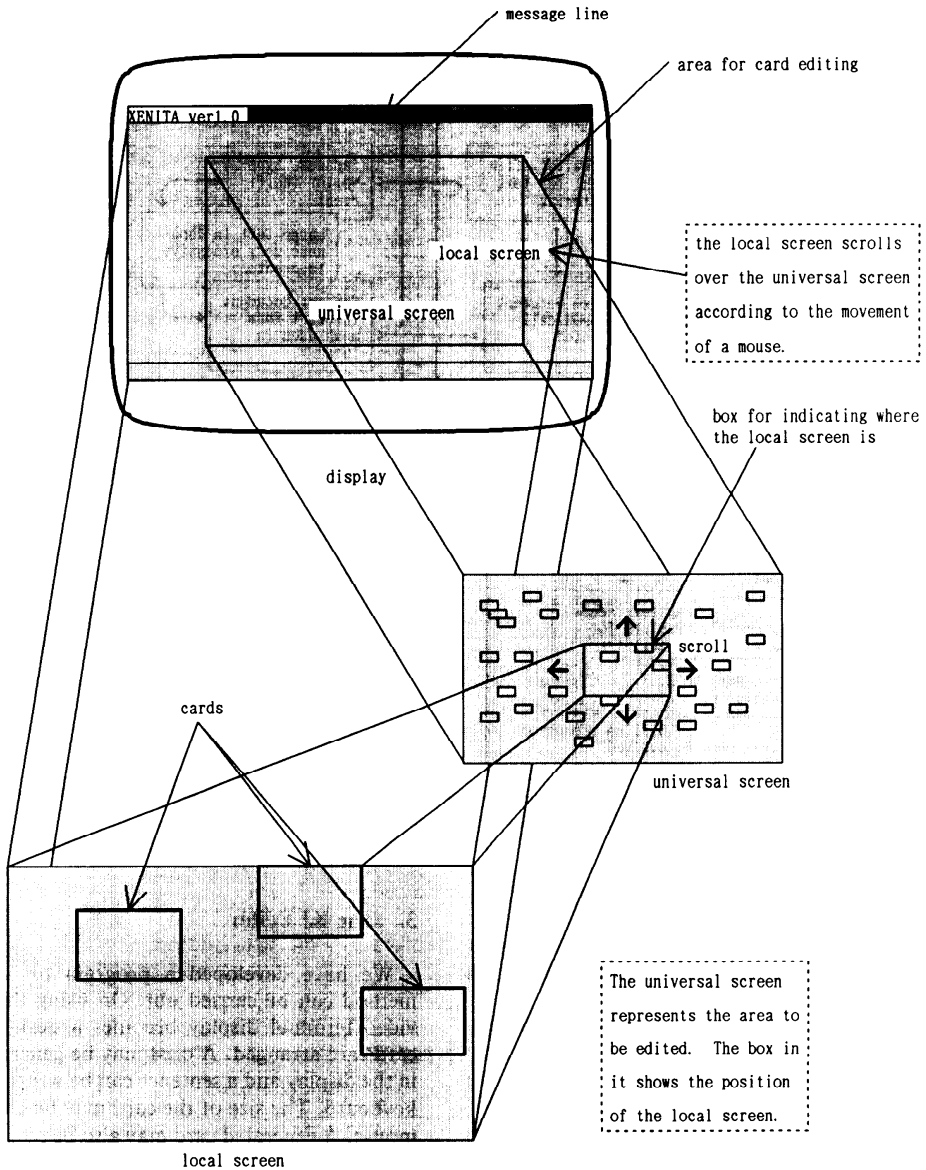 message line
area for card editing
XENITA ver1.0
local screen
the local screen scrolls
over the universal screen
according to the movement
of a mouse.
universal screen
box for indicating where
the local screen is
display
scroll
cards
universal screen
The universal screen
represents the area to
be edited. The box in
it shows the position
of the local screen.
local screen